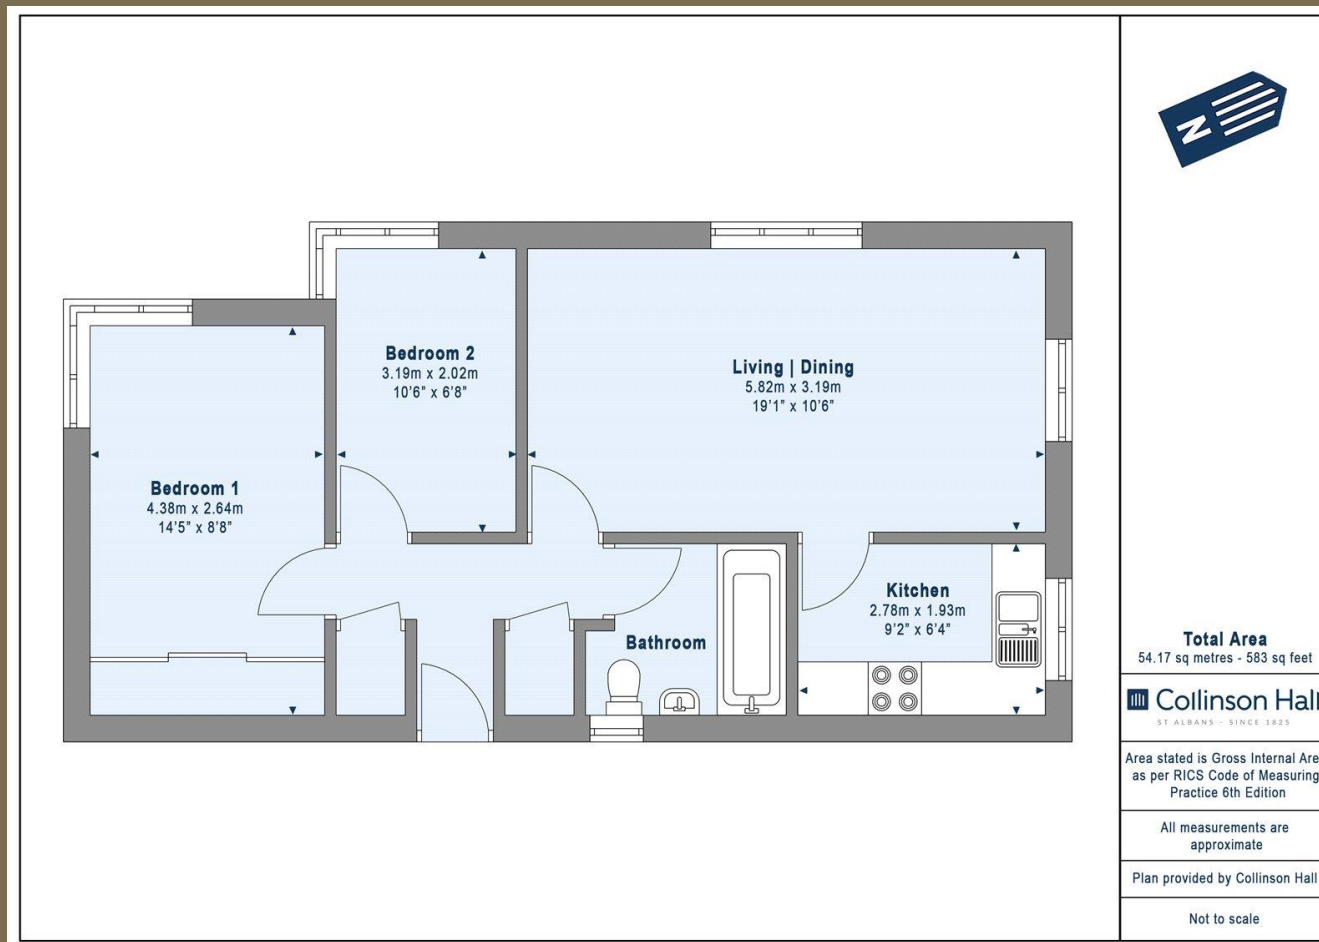 N
Bedroom 2
3.19m x 2.02m
10'6" x 6'8"
Living | Dining
5.82m x 3.19m
19'1" x 10'6"
Bedroom 1
4.38m x 2.64m
14'5" x 8'8"
Kitchen
2.78m x 1.93m
9'2" x 6'4"
Bathroom
Total Area
54.17 sq metres - 583 sq feet
Collinson Hall
ST ALBANS - SINCE 1825
Area stated is Gross Internal Are
as per RICS Code of Measuring
Practice 6th Edition
All measurements are
approximate
Plan provided by Collinson Hall
Not to scale